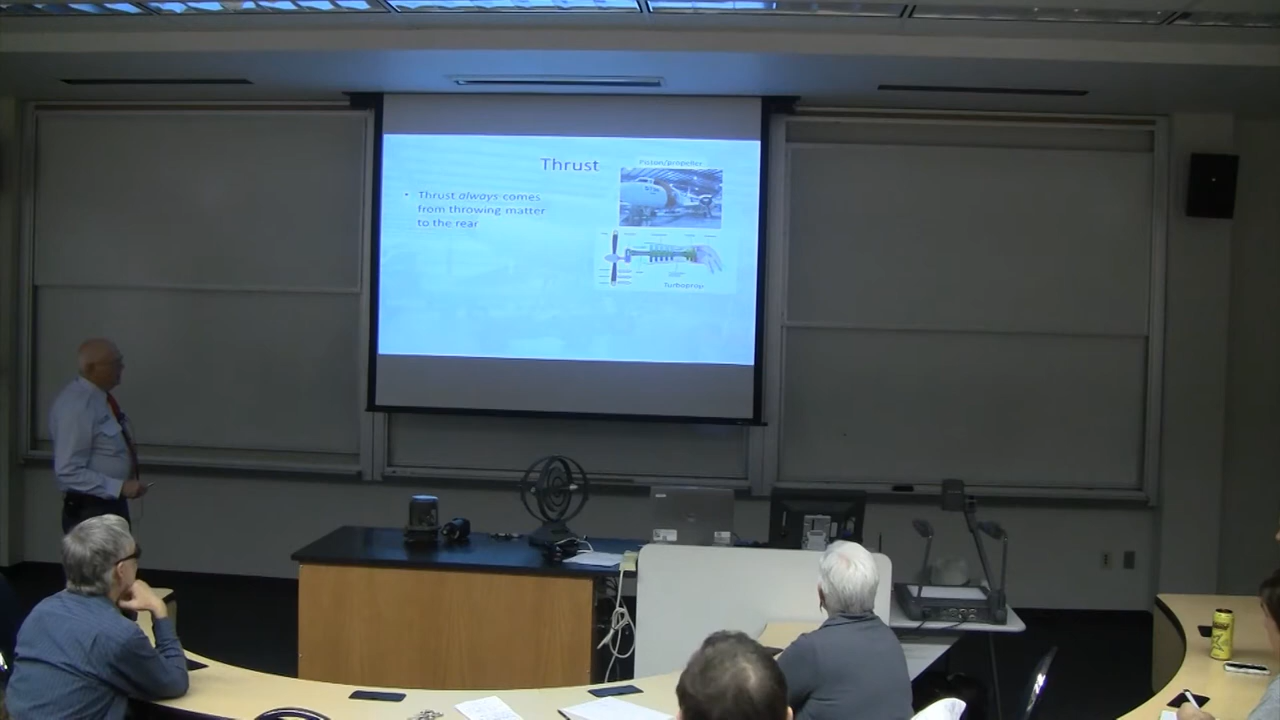 Thrust
Piston/propeller
• Thrust always comes
from throwing matter
to the rear
Turboprop